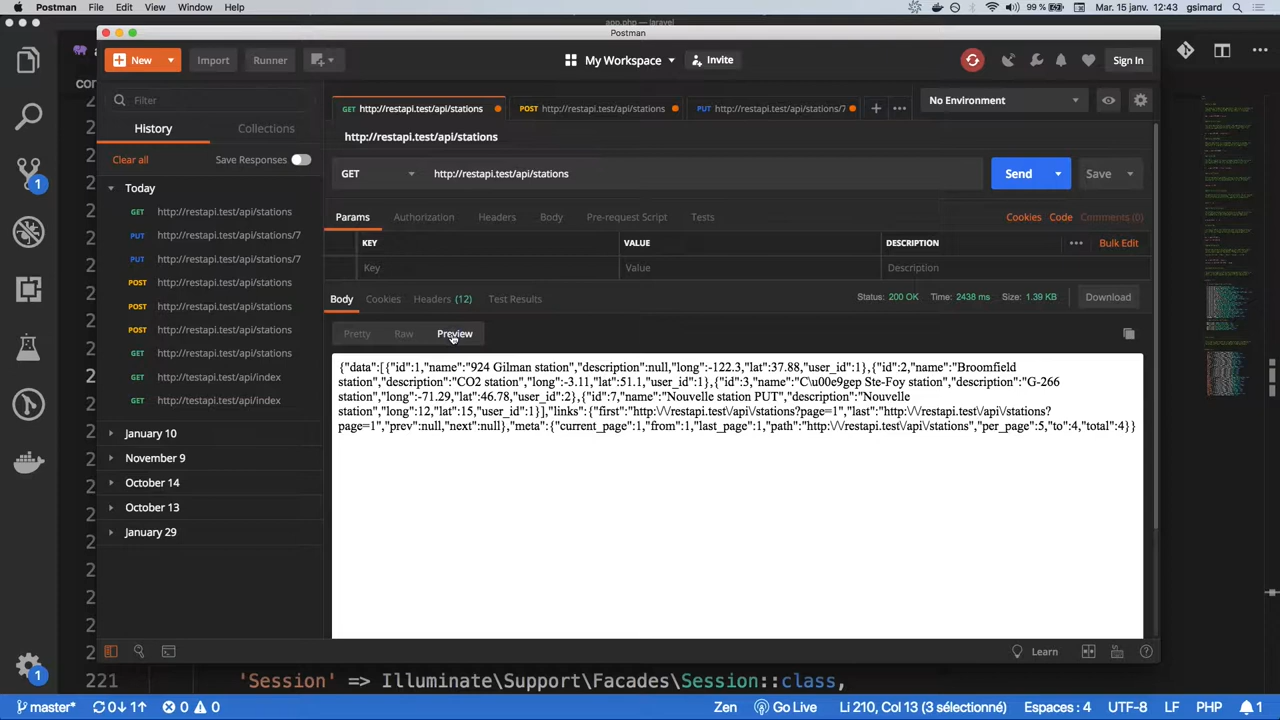 Postman File Edit View Window Help
99 % Mar. 15 janv. 12:43 gsimard
app.php — laravel
Postman
New Import Runner My Workspace Invite Sign In
Filter
History Collections
Clear all Save Responses
Today
GET http://restapi.test/api/stations
PUT http://restapi.test/api/stations/7
PUT http://restapi.test/api/stations/7
POST http://restapi.test/api/stations
POST http://restapi.test/api/stations
POST http://restapi.test/api/stations
GET http://restapi.test/api/stations
GET http://restapi.test/api/index
GET http://testapi.test/api/index
January 10
November 9
October 14
October 13
January 29
GET http://restapi.test/api/stations POST http://restapi.test/api/stations PUT http://restapi.test/api/stations/7 No Environment
http://restapi.test/api/stations
GET http://restapi.test/api/stations Send Save
Params Authorization Headers Body Pre-request Script Tests Cookies Code Comments (0)
KEY VALUE DESCRIPTION Bulk Edit
Key Value Description
Body Cookies Headers (12) Test Results Status: 200 OK Time: 2438 ms Size: 1.39 KB Download
Pretty Raw Preview
{"data":[{"id":1,"name":"924 Gilman station","description":null,"long":-122.3,"lat":37.88,"user_id":1},{"id":2,"name":"Broomfield
station","description":"CO2 station","long":-3.11,"lat":51.1,"user_id":1},{"id":3,"name":"C\u00e9gep Ste-Foy station","description":"G-266
station","long":-71.29,"lat":46.78,"user_id":2},{"id":7,"name":"Nouvelle station PUT","description":"Nouvelle
station","long":12,"lat":15,"user_id":1}],"links":{"first":"http:\/\/restapi.test\/api\/stations?page=1","last":"http:\/\/restapi.test\/api\/stations?
page=1","prev":null,"next":null},"meta":{"current_page":1,"from":1,"last_page":1,"path":"http:\/\/restapi.test\/api\/stations","per_page":5,"to":4,"total":4}}
Learn
221 'Session' => Illuminate\Support\Facades\Session::class,
master* 0↓ 1↑ 0 0 Zen Go Live Li 210, Col 13 (3 sélectionné) Espaces : 4 UTF-8 LF PHP 1